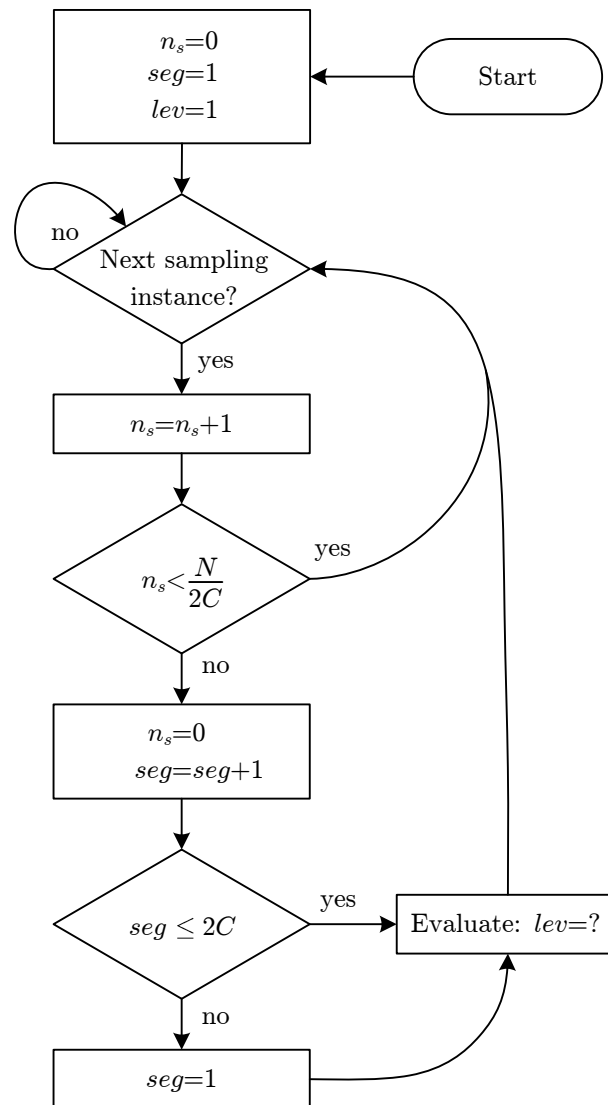 n_s=0
seg=1
lev=1
Start
no
Next sampling
instance?
yes
n_s=n_s+1
yes
n_s<N/2C
no
n_s=0
seg=seg+1
yes
seg ≤ 2C
Evaluate: lev=?
no
seg=1